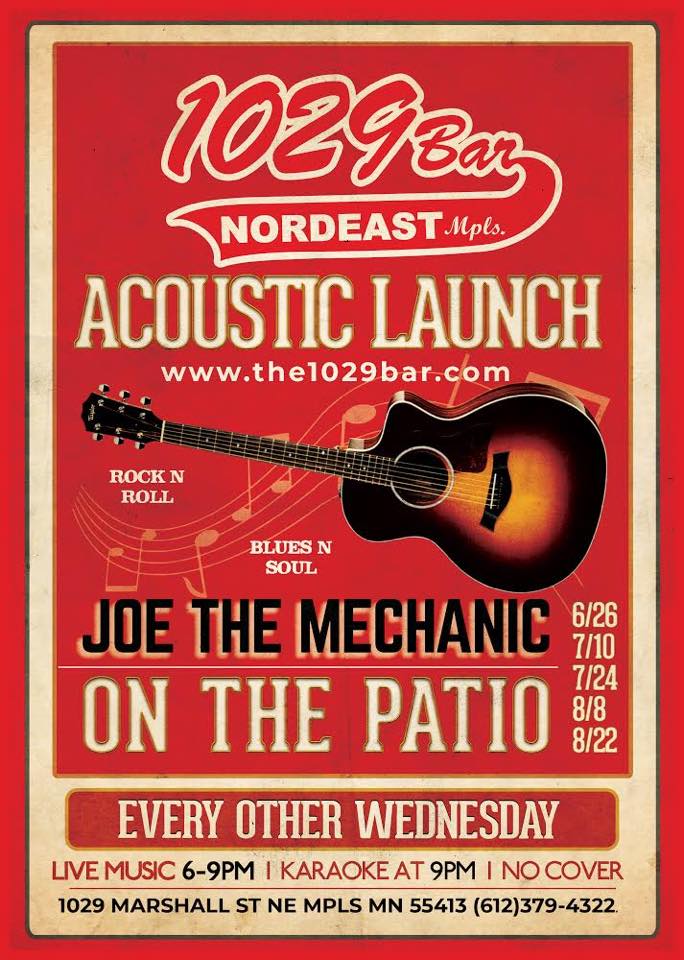 1029 Bar
NORDEAST Mpls.
ACOUSTIC LAUNCH
www.the1029bar.com
Taylor
ROCK N
ROLL
BLUES N
SOUL
JOE THE MECHANIC
ON THE PATIO
6/26
7/10
7/24
8/8
8/22
EVERY OTHER WEDNESDAY
LIVE MUSIC 6-9PM | KARAOKE AT 9PM | NO COVER
1029 MARSHALL ST NE MPLS MN 55413 (612)379-4322.